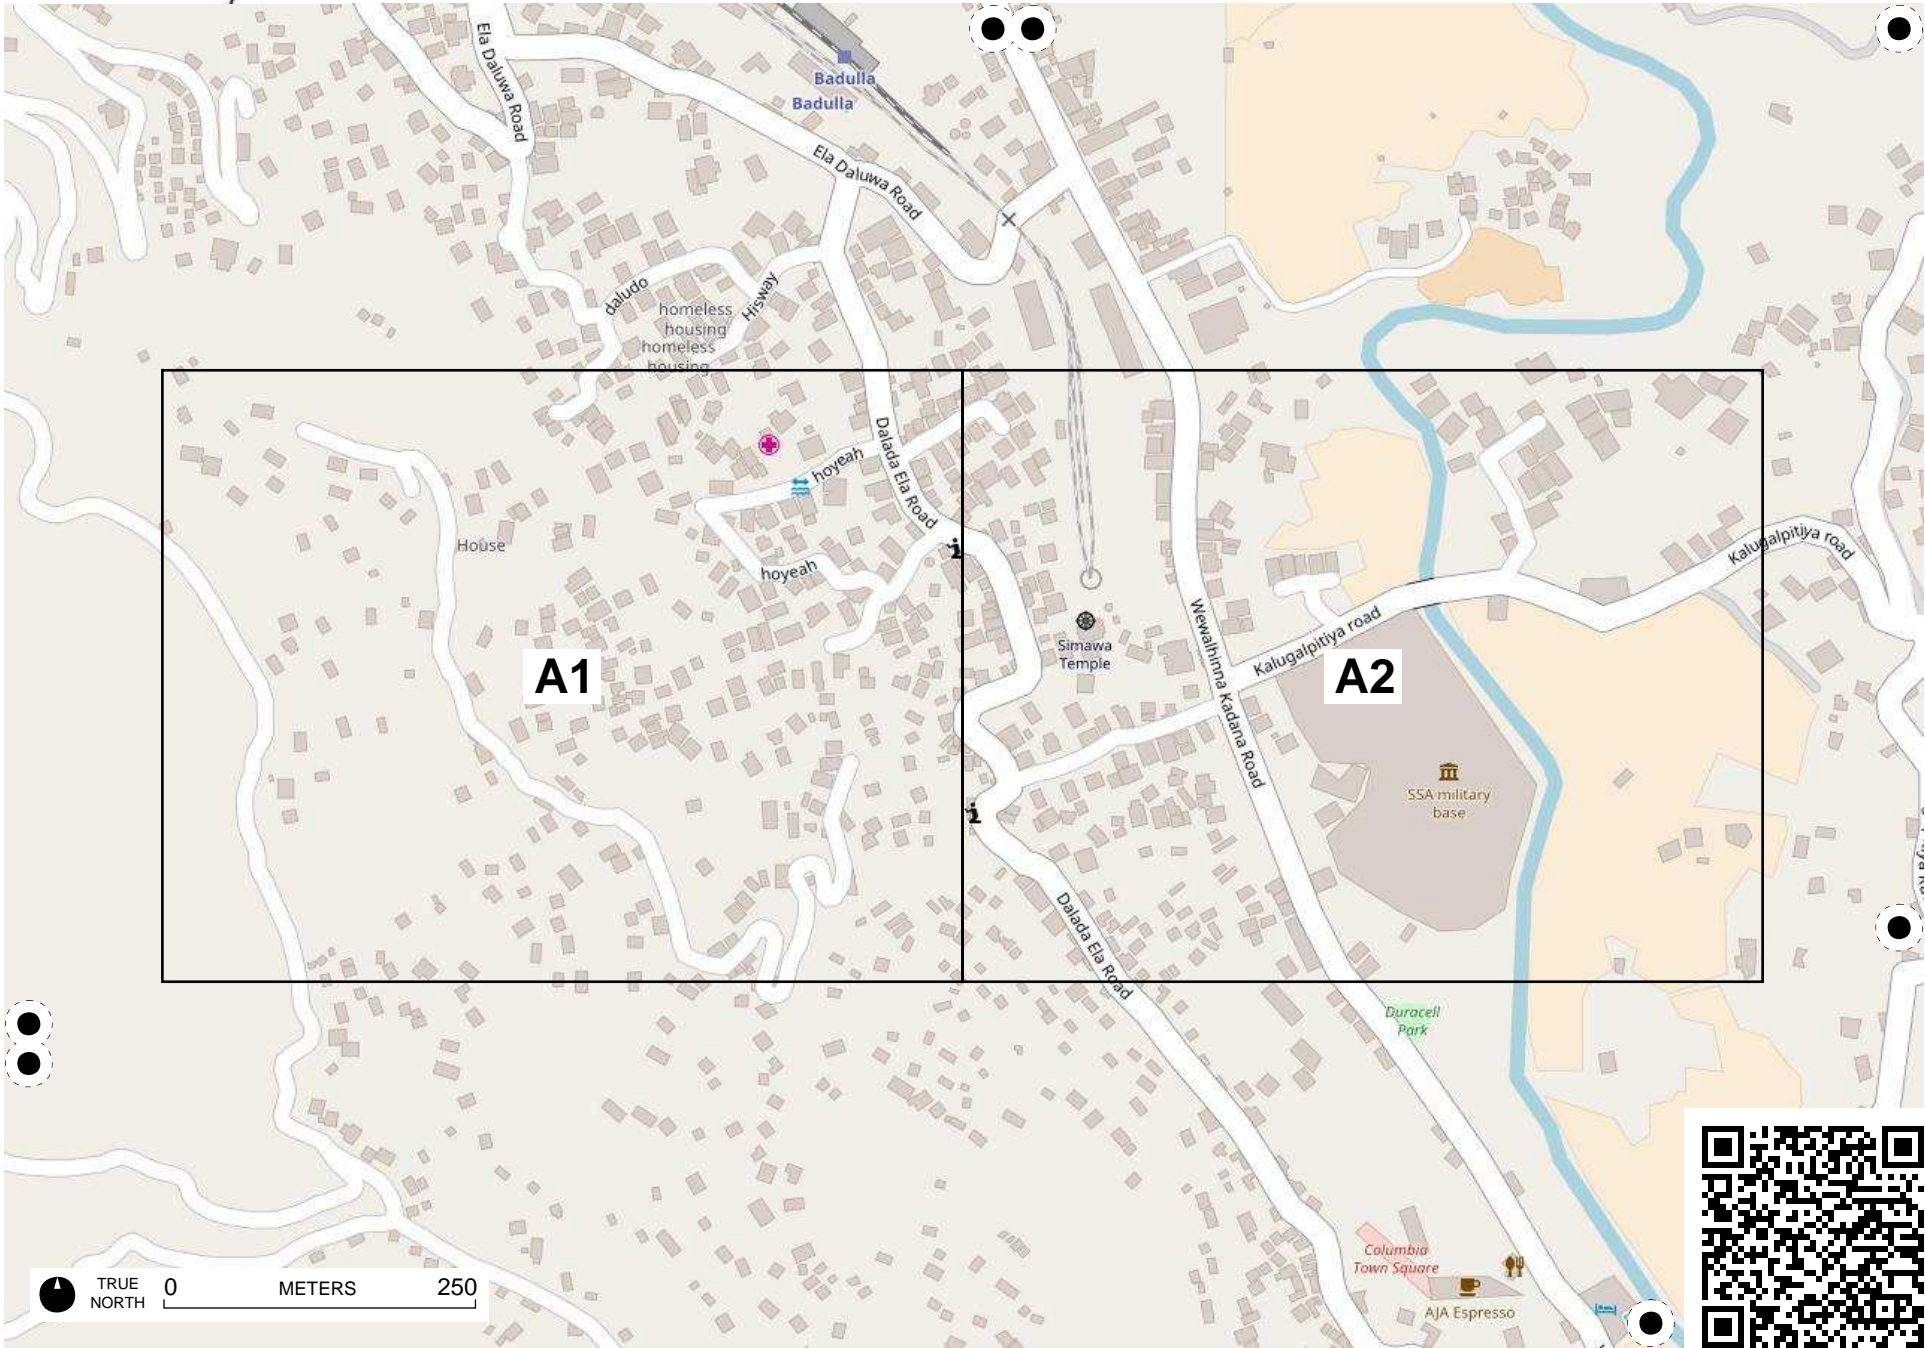 Ela Daluwa Road
Badulla
Badulla
Ela Daluwa Road
daludo
Hisway
homeless
housing
homeless
housing
Dalada Ela Road
hoyeah
House
hoyeah
Kalugalpitiya road
Wewalhinna Kadana Road
Simawa
Temple
Kalugalpitiya road
A1
A2
SSA military
base
Dalada Ela Road
Duracell
Park
Columbia
Town Square
AJA Espresso
TRUE
NORTH
0 METERS 250